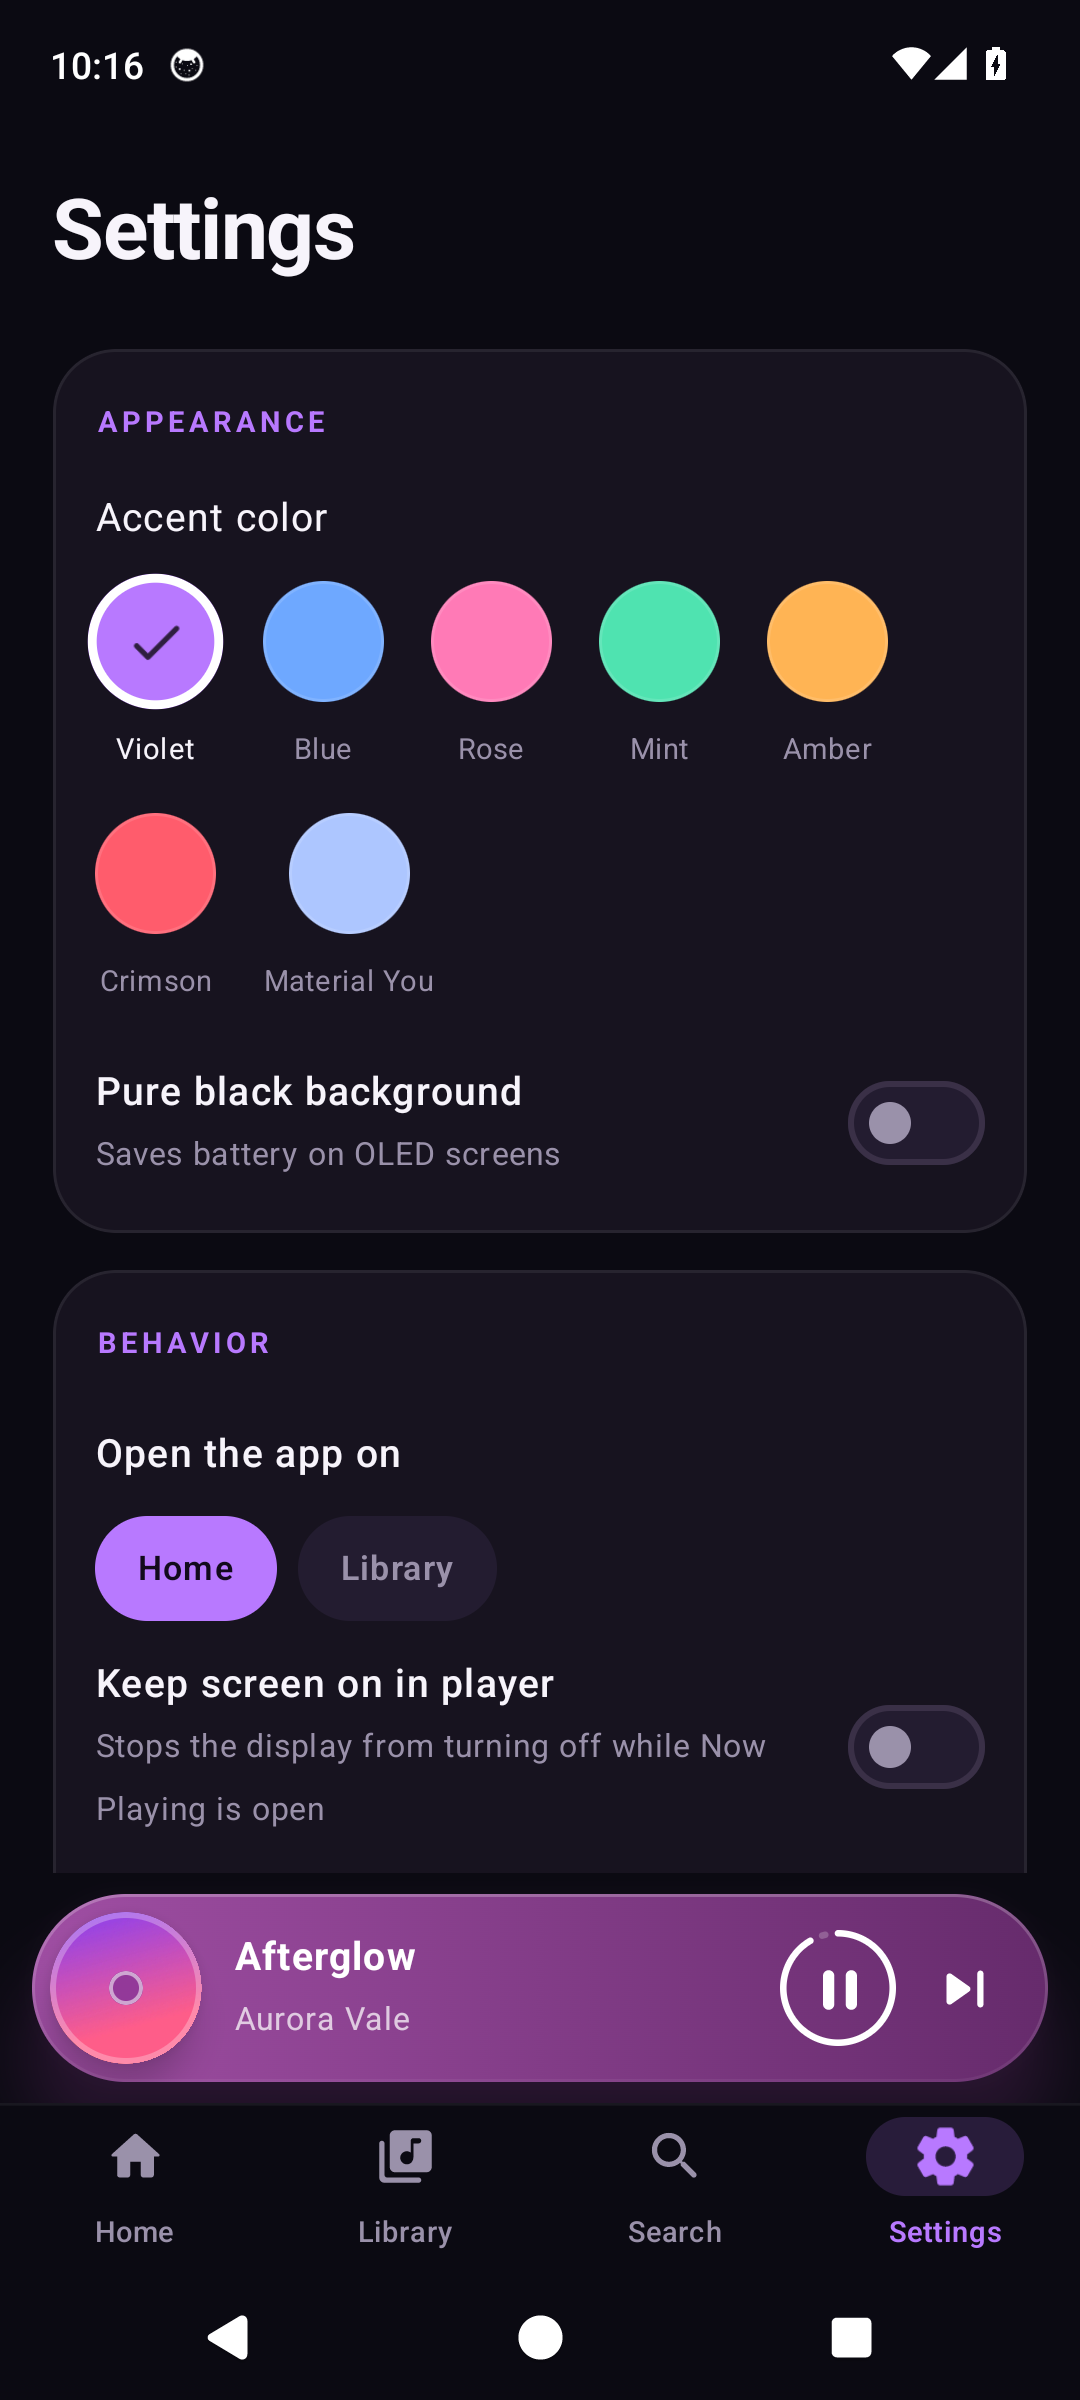 10:16
Settings
APPEARANCE
Accent color
Violet
Blue
Rose
Mint
Amber
Crimson
Material You
Pure black background
Saves battery on OLED screens
BEHAVIOR
Open the app on
Home
Library
Keep screen on in player
Stops the display from turning off while Now
Playing is open
Afterglow
Aurora Vale
Home
Library
Search
Settings